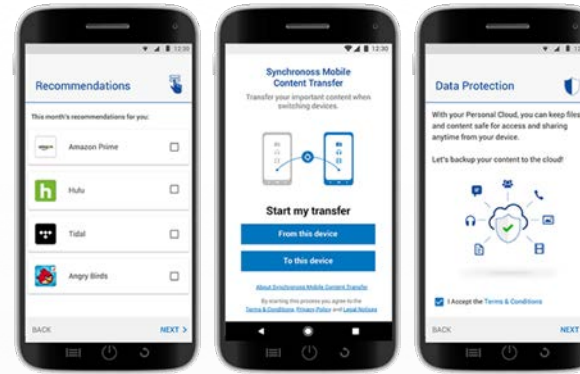 12:30
Recommendations
This month's recommendations for you:
Amazon Prime
Hulu
Tidal
Angry Birds
BACK NEXT >
12:30
Synchronoss Mobile
Content Transfer
Transfer your important content when
switching devices.
Start my transfer
From this device
To this device
About Synchronoss Mobile Content Transfer
By starting this process you agree to the
Terms & Conditions, Privacy Policy and Legal Notices
Data Protection
With your Personal Cloud, you can keep files
and content safe for access and sharing
anytime from your device.
Let's backup your content to the cloud!
I Accept the Terms & Conditions
BACK NEXT